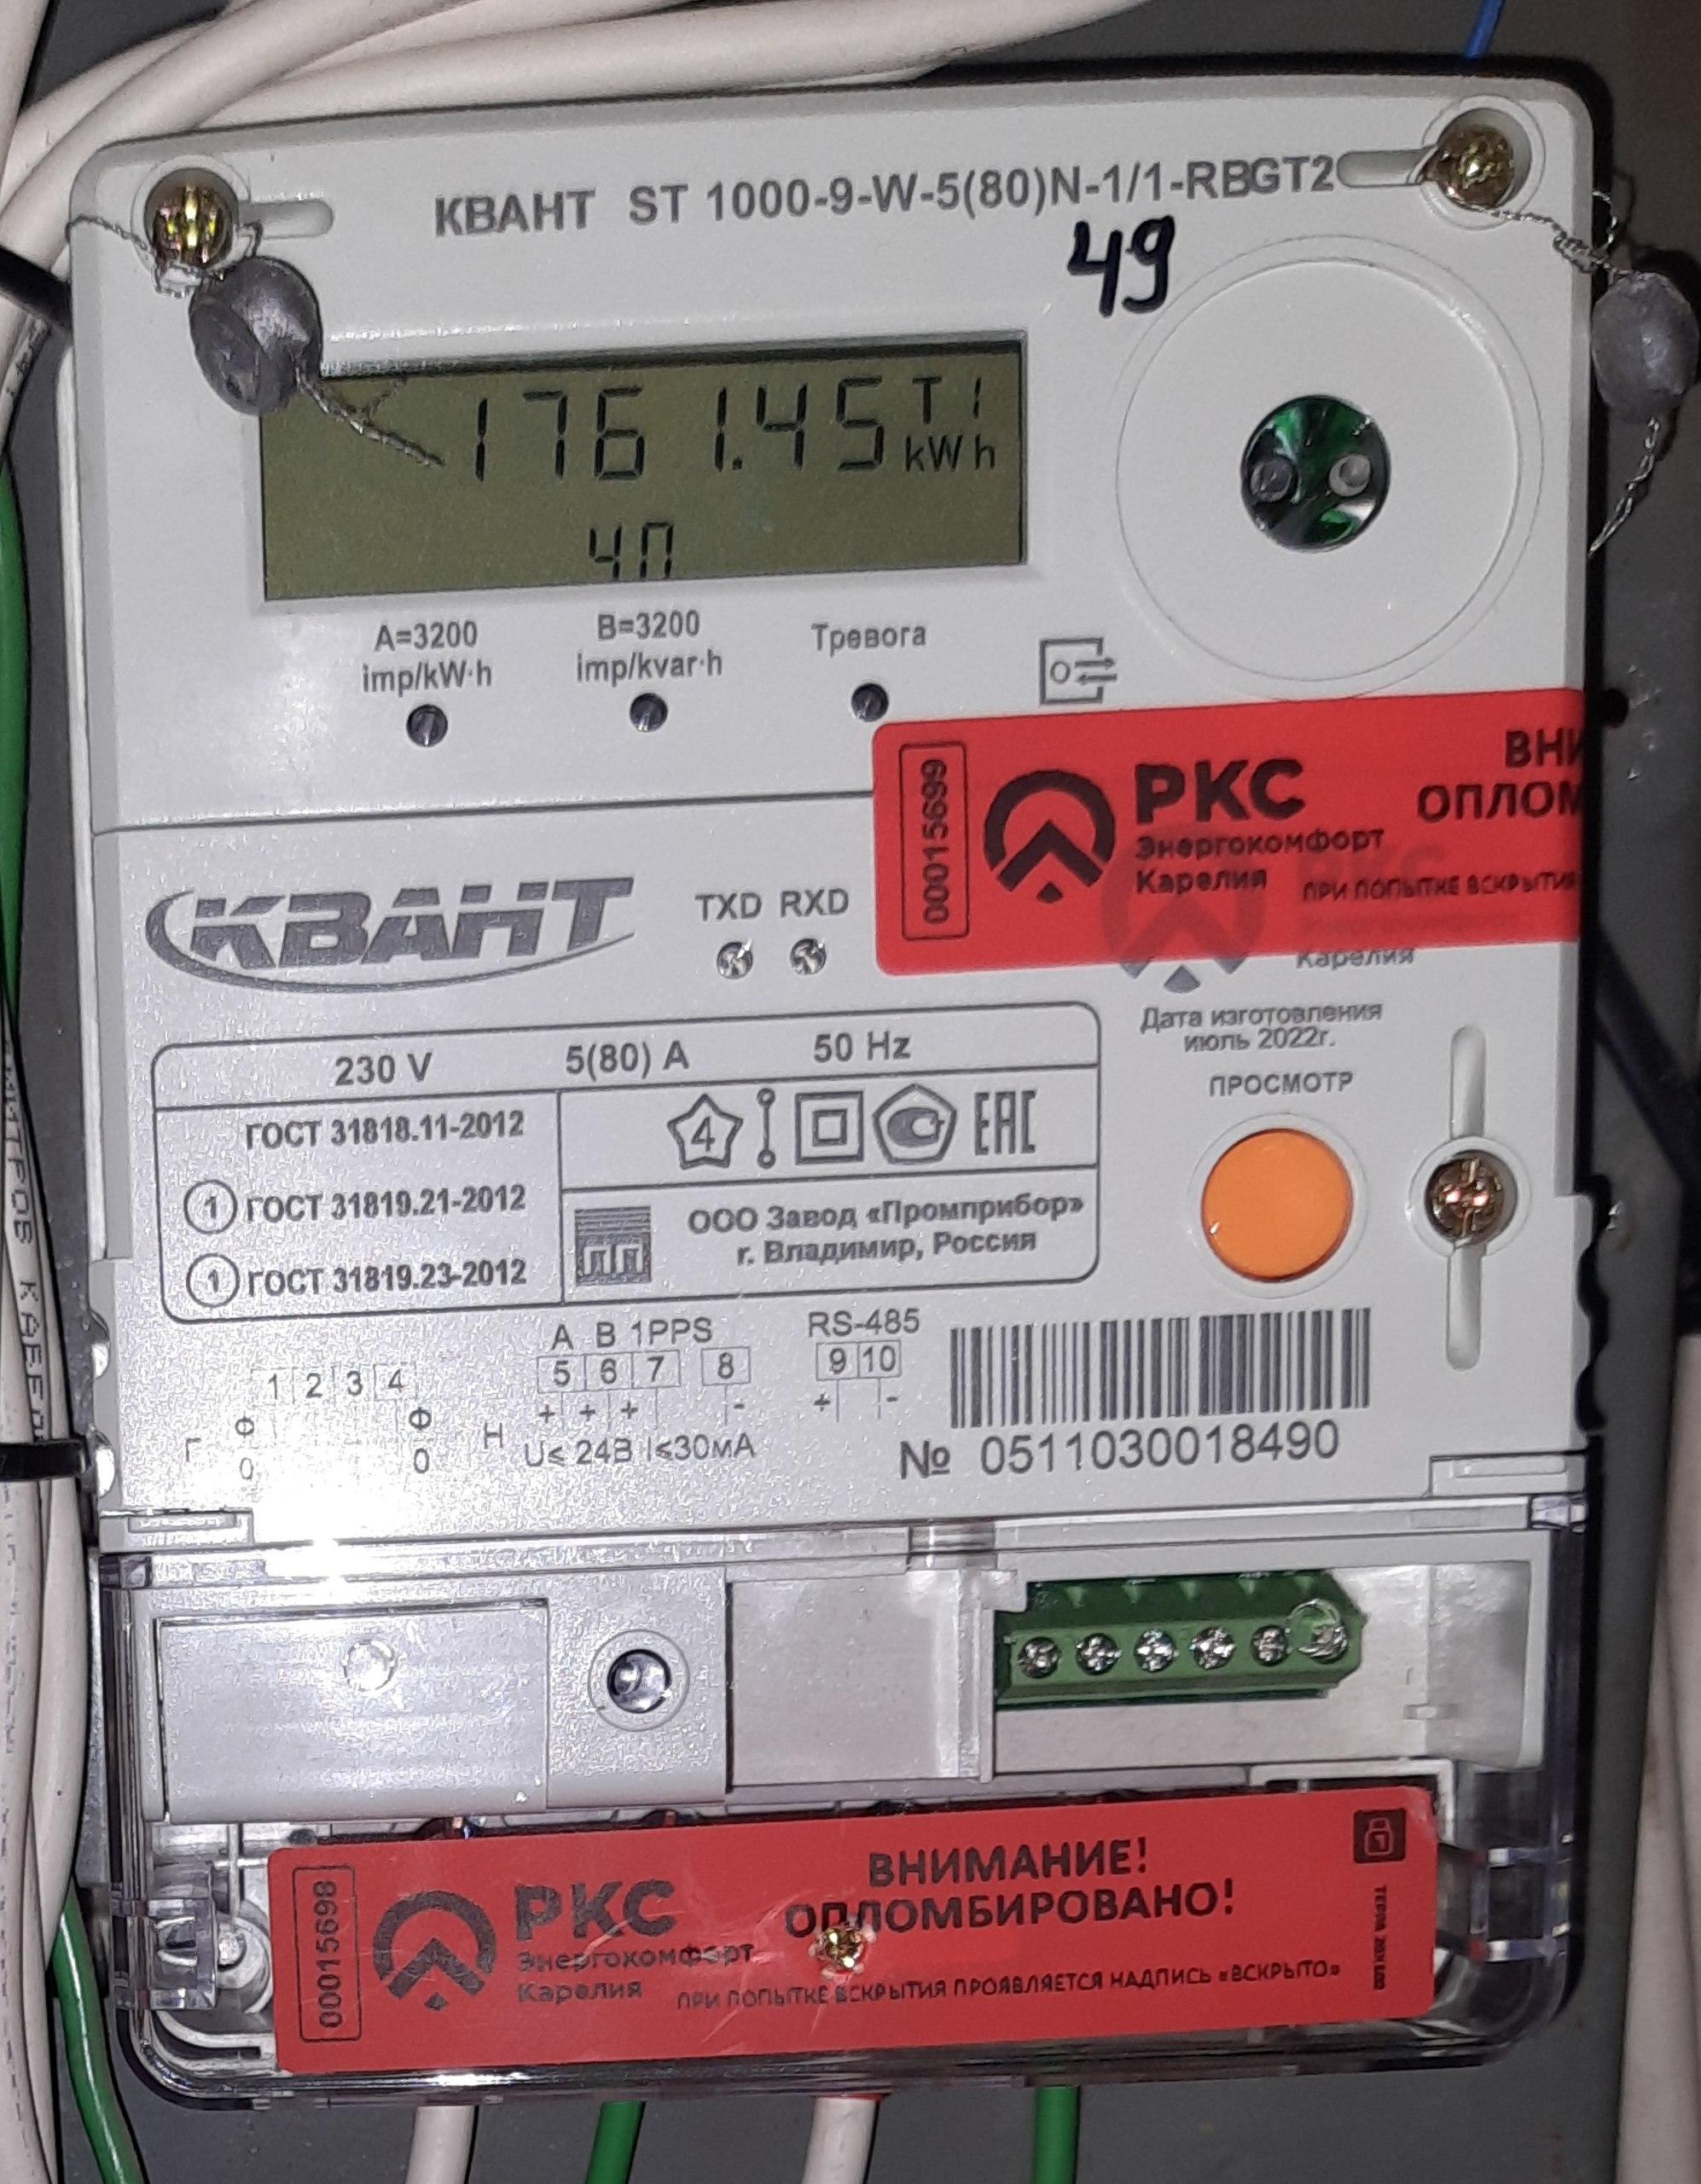 КВАНТ ST 1000-9-W-5(80)N-1/1-RBGT2
49
1761.45 T1
kWh
ЧП
A=3200
imp/kW·h
B=3200
imp/kvar·h
Тревога
00015699
РКС
Энергокомфорт
Карелия
ВНИ
ОПЛОМ
ПРИ ПОПЫТКЕ ВСКРЫТИЯ
Карелия
КВАНТ
TXD RXD
Дата изготовления
июль 2022г.
ПРОСМОТР
230 V 5(80) A 50 Hz
ГОСТ 31818.11-2012
1 ГОСТ 31819.21-2012
1 ГОСТ 31819.23-2012
4 ЕАС
ООО Завод «Промприбор»
г. Владимир, Россия
1 2 3 4
Г Ф 0 Ф 0 Н
A B 1PPS
5 6 7 8
+ + + -
U≤ 24В I≤30мА
RS-485
9 10
+ -
№ 0511030018490
00015698
РКС
Энергокомфорт
Карелия
ВНИМАНИЕ!
ОПЛОМБИРОВАНО!
ПРИ ПОПЫТКЕ ВСКРЫТИЯ ПРОЯВЛЯЕТСЯ НАДПИСЬ «ВСКРЫТО»